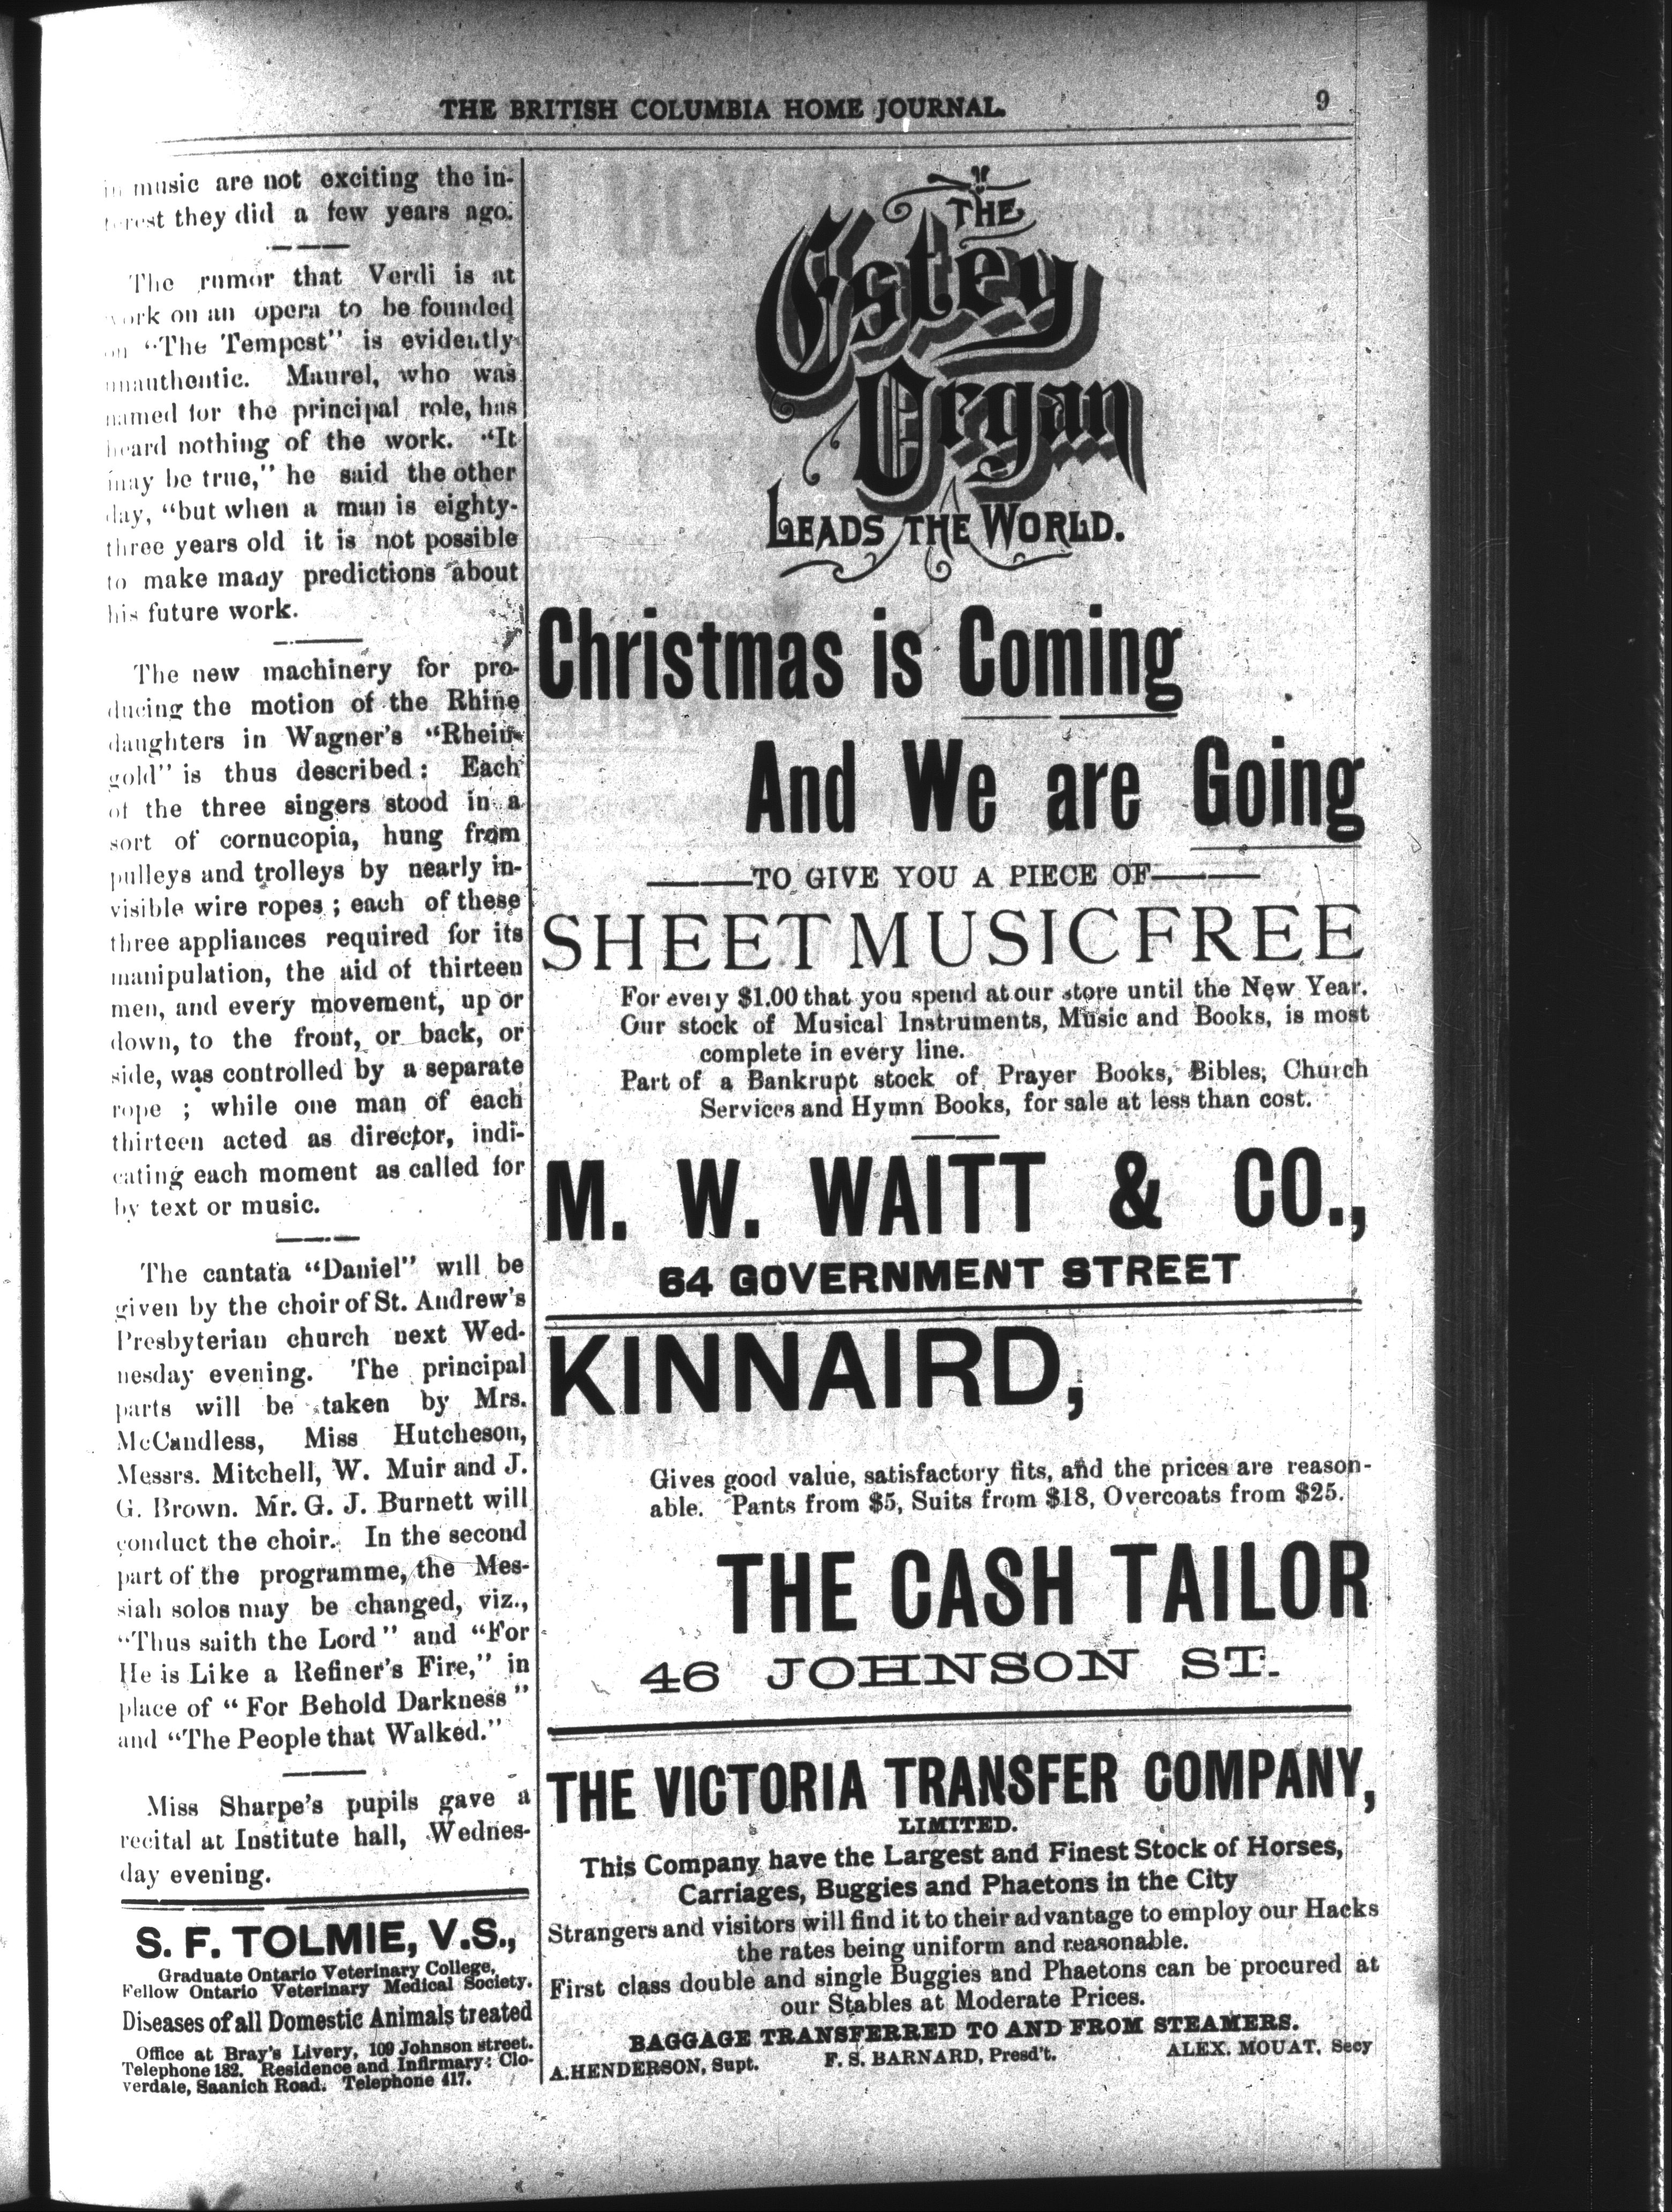 THE BRITISH COLUMBIA HOME JOURNAL.
9
in music are not exciting the in-
terest they did a few years ago.
The rumor that Verdi is at
work on an opera to be founded
on "The Tempest" is evidently
unauthentic. Maurel, who was
named for the principal role, has
heard nothing of the work. "It
may be true," he said the other
day, "but when a man is eighty-
three years old it is not possible
to make many predictions about
his future work.
The new machinery for pro-
ducing the motion of the Rhine
daughters in Wagner's "Rhein-
gold" is thus described: Each
of the three singers stood in a
sort of cornucopia, hung from
pulleys and trolleys by nearly in-
visible wire ropes; each of these
three appliances required for its
manipulation, the aid of thirteen
men, and every movement, up or
down, to the front, or back, or
side, was controlled by a separate
rope; while one man of each
thirteen acted as director, indi-
cating each moment as called for
by text or music.
The cantata "Daniel" will be
given by the choir of St. Andrew's
Presbyterian church next Wed-
nesday evening. The principal
parts will be taken by Mrs.
McCandless, Miss Hutcheson,
Messrs. Mitchell, W. Muir and J.
G. Brown. Mr. G. J. Burnett will
conduct the choir. In the second
part of the programme, the Mes-
siah solos may be changed, viz.,
"Thus saith the Lord" and "For
He is Like a Refiner's Fire," in
place of "For Behold Darkness"
and "The People that Walked."
Miss Sharpe's pupils gave a
recital at Institute hall, Wednes-
day evening.
S. F. TOLMIE, V.S.,
Graduate Ontario Veterinary College,
Fellow Ontario Veterinary Medical Society.
Diseases of all Domestic Animals treated
Office at Bray's Livery, 109 Johnson street.
Telephone 182. Residence and Infirmary: Clo-
verdale, Saanich Road. Telephone 417.
THE
Estey
Organ
LEADS THE WORLD.
Christmas is Coming
And We are Going
TO GIVE YOU A PIECE OF
SHEET MUSIC FREE
For every $1.00 that you spend at our store until the New Year.
Our stock of Musical Instruments, Music and Books, is most
complete in every line.
Part of a Bankrupt stock of Prayer Books, Bibles, Church
Services and Hymn Books, for sale at less than cost.
M. W. WAITT & CO.,
64 GOVERNMENT STREET
KINNAIRD,
Gives good value, satisfactory fits, and the prices are reason-
able. Pants from $5, Suits from $18, Overcoats from $25.
THE CASH TAILOR
46 JOHNSON ST.
THE VICTORIA TRANSFER COMPANY,
LIMITED.
This Company have the Largest and Finest Stock of Horses,
Carriages, Buggies and Phaetons in the City
Strangers and visitors will find it to their advantage to employ our Hacks
the rates being uniform and reasonable.
First class double and single Buggies and Phaetons can be procured at
our Stables at Moderate Prices.
BAGGAGE TRANSFERRED TO AND FROM STEAMERS.
A. HENDERSON, Supt. F. S. BARNARD, Presd't. ALEX. MOUAT, Secy